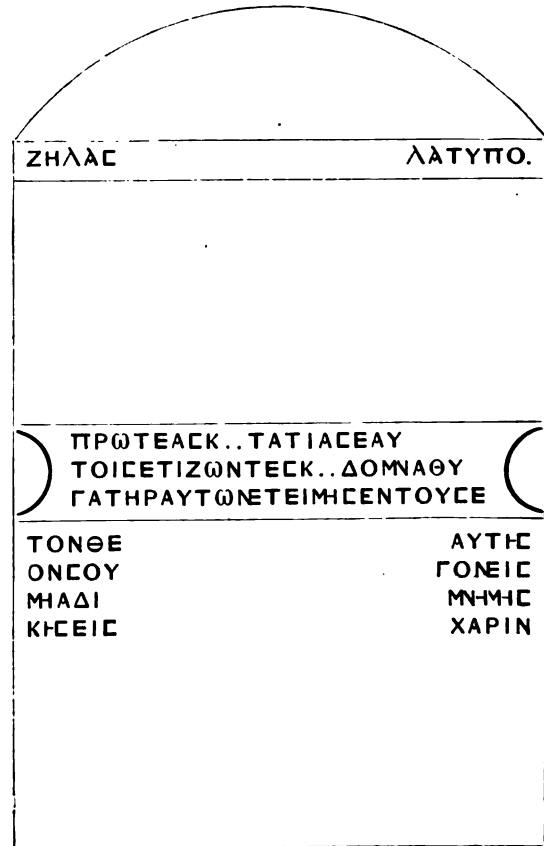 ΖΗΛΑΣ ΛΑΤΥΠΟ.
ΠΡΩΤΕΑΣΚ..ΤΑΤΙΑΣΕΑΥ
ΤΟΙΣΕΤΙΖΩΝΤΕΣΚ..ΔΟΜΝΑΘΥ
ΓΑΤΗΡΑΥΤΩΝΕΤΕΙΜΗΣΕΝΤΟΥΣΕ
ΑΥΤΗΣ
ΓΟΝΕΙΣ
ΜΝΗΜΗΣ
ΧΑΡΙΝ
ΤΟΝΘΕ
ΟΝΣΟΥ
ΜΗΑΔΙ
ΚΗΣΕΙΣ